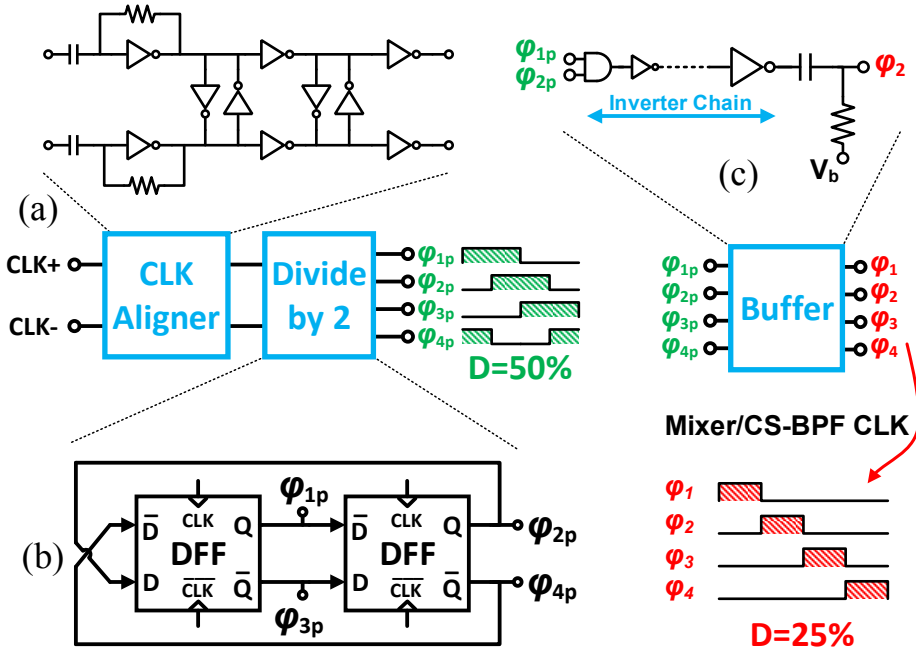 (a)
CLK+
CLK-
CLK
Aligner
Divide
by 2
φ1p
φ2p
φ3p
φ4p
D=50%
(b)
D̅
D
CLK
DFF
C̅L̅K̅
Q
Q̅
φ1p
φ3p
D̅
D
CLK
DFF
C̅L̅K̅
Q
Q̅
φ2p
φ4p
φ1p
φ2p
Inverter Chain
φ2
Vb
(c)
φ1p
φ2p
φ3p
φ4p
Buffer
φ1
φ2
φ3
φ4
Mixer/CS-BPF CLK
φ1
φ2
φ3
φ4
D=25%